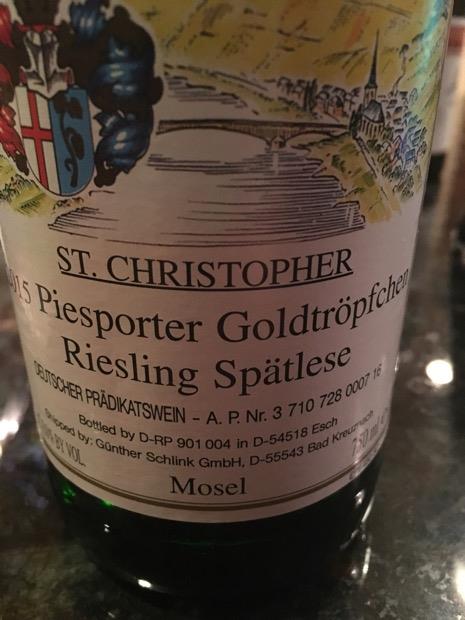 ST. CHRISTOPHER
2015 Piesporter Goldtröpfchen
Riesling Spätlese
DEUTSCHER PRÄDIKATSWEIN - A. P. Nr. 3 710 728 0007 16
Bottled by D-RP 901 004 in D-54518 Esch
Shipped by: Günther Schlink GmbH, D-55543 Bad Kreuznach
BY VOL.
750 ml
Mosel